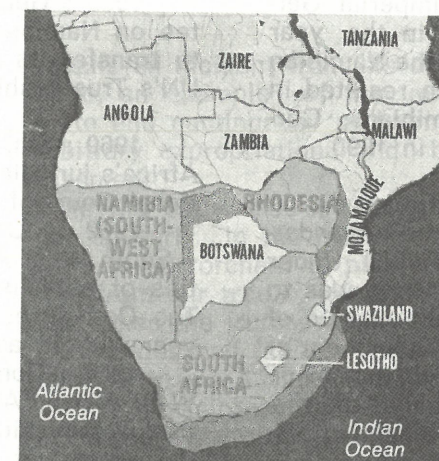 TANZANIA
ZAIRE
ANGOLA
MALAWI
ZAMBIA
NAMIBIA
(SOUTH-
WEST
AFRICA)
RHODESIA
MOZAMBIQUE
BOTSWANA
SWAZILAND
LESOTHO
SOUTH
AFRICA
Atlantic
Ocean
Indian
Ocean